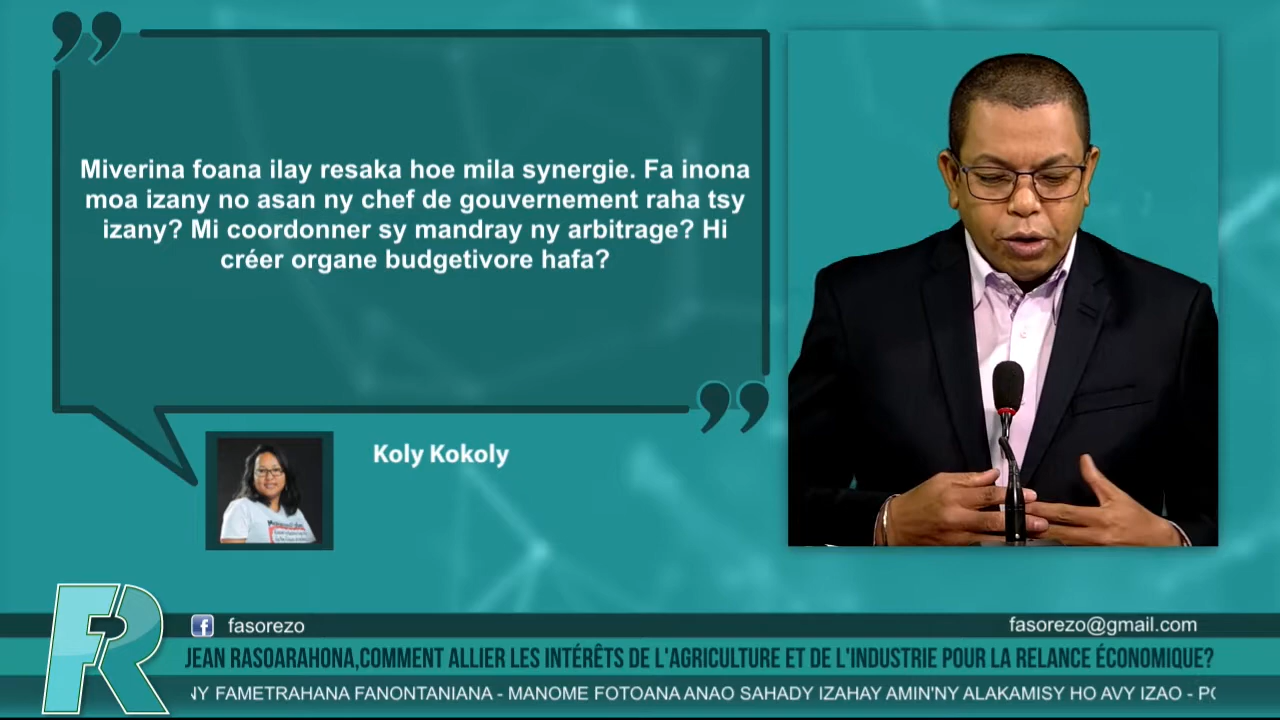 Miverina foana ilay resaka hoe mila synergie. Fa inona
moa izany no asan ny chef de gouvernement raha tsy
izany? Mi coordonner sy mandray ny arbitrage? Hi
créer organe budgetivore hafa?
Koly Kokoly
FR
fasorezo
fasorezo@gmail.com
JEAN RASOARAHONA,COMMENT ALLIER LES INTÉRÊTS DE L'AGRICULTURE ET DE L'INDUSTRIE POUR LA RELANCE ÉCONOMIQUE?
NY FAMETRAHANA FANONTANIANA - MANOME FOTOANA ANAO SAHADY IZAHAY AMIN'NY ALAKAMISY HO AVY IZAO -